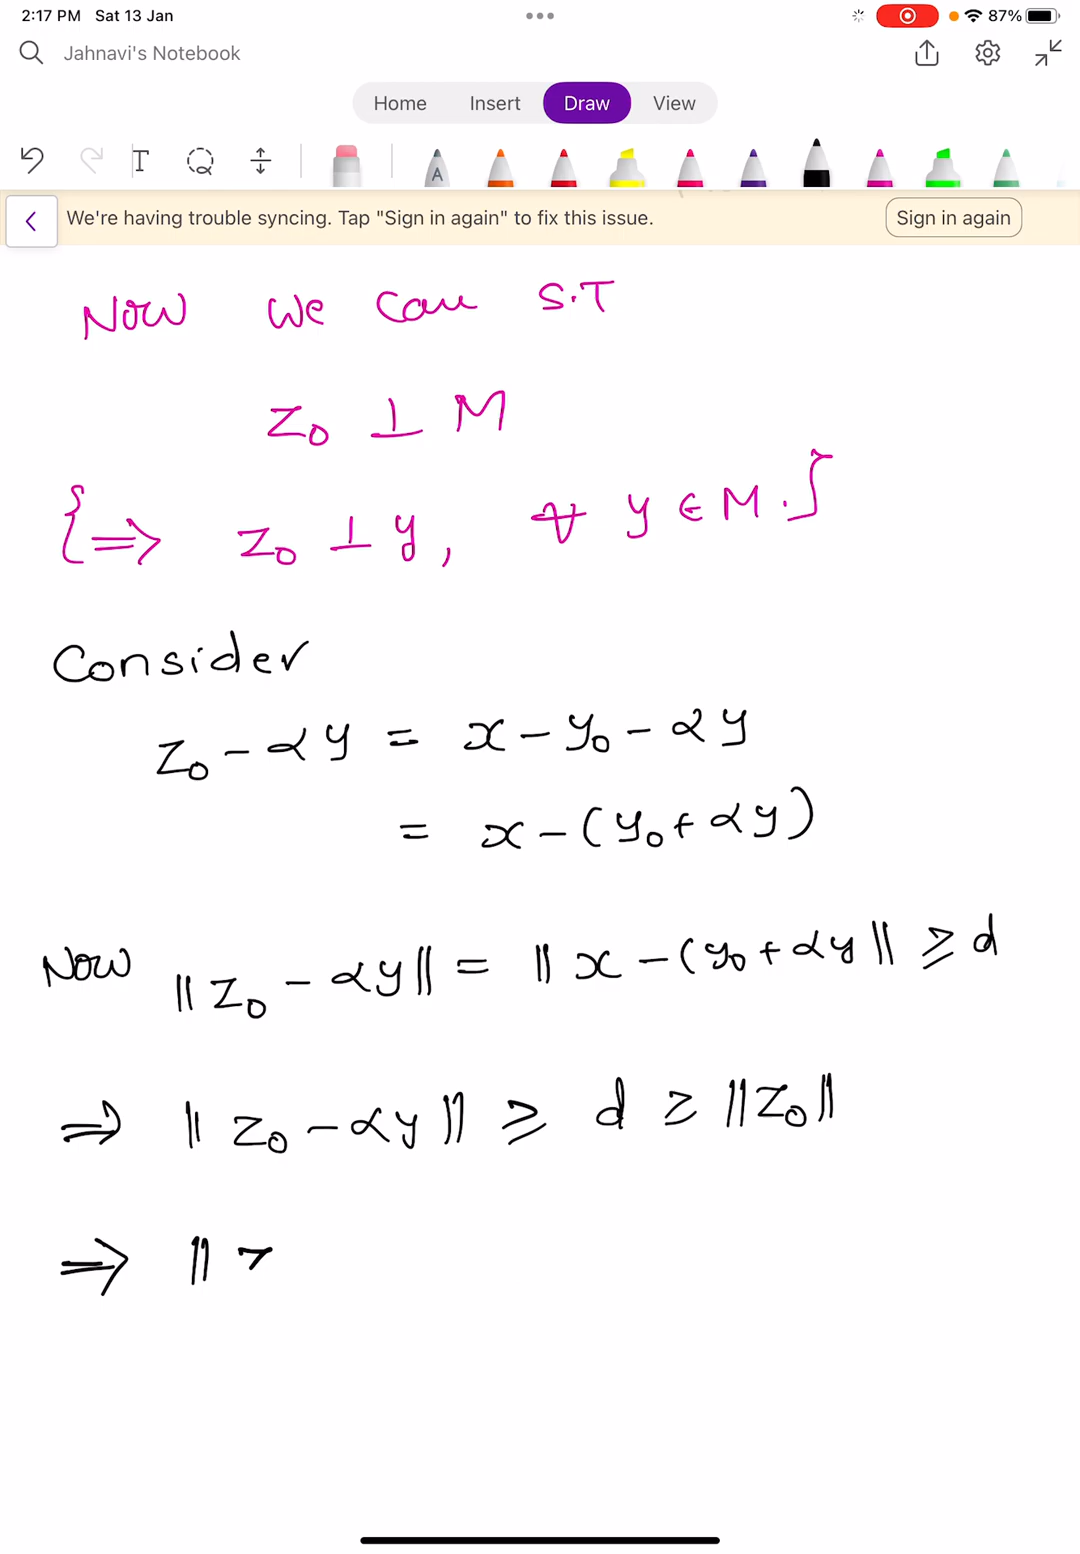 2:17 PM Sat 13 Jan 87%
Jahnavi's Notebook
Home Insert Draw View
T A
We're having trouble syncing. Tap "Sign in again" to fix this issue. Sign in again
Now we can S.T
z₀ ⊥ M
{⇒ z₀ ⊥ y, ∀ y ∈ M.}
Consider
z₀ - αy = x - y₀ - αy
= x - (y₀ + αy)
Now ||z₀ - αy|| = ||x - (y₀ + αy|| ≥ d
⇒ ||z₀ - αy|| ≥ d ≥ ||z₀||
⇒ ||